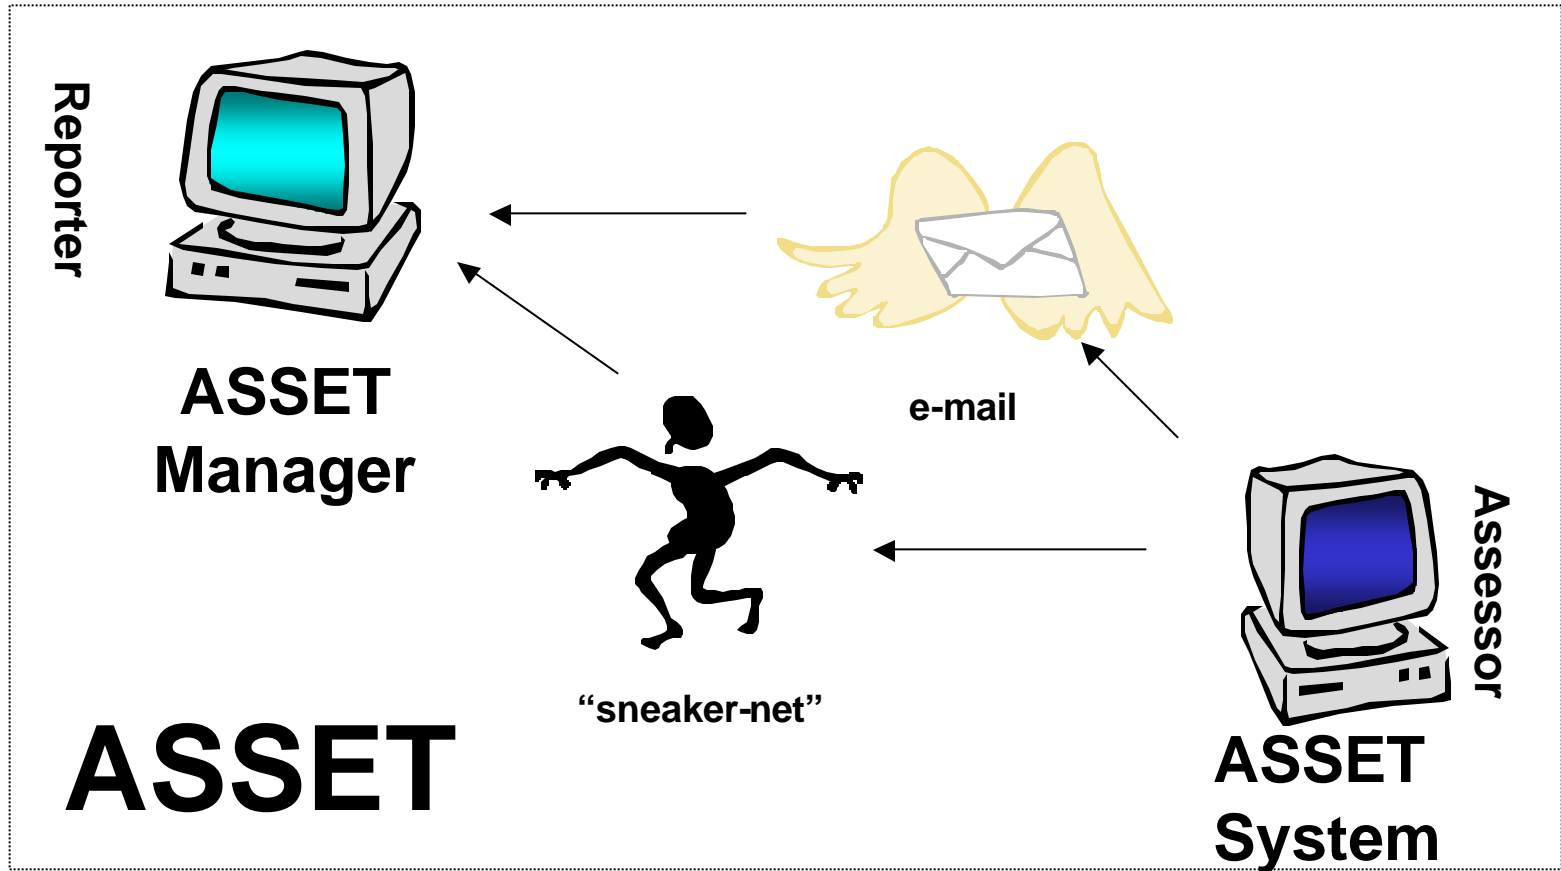 Reporter
ASSET
Manager
e-mail
“sneaker-net”
Assessor
ASSET
System
ASSET